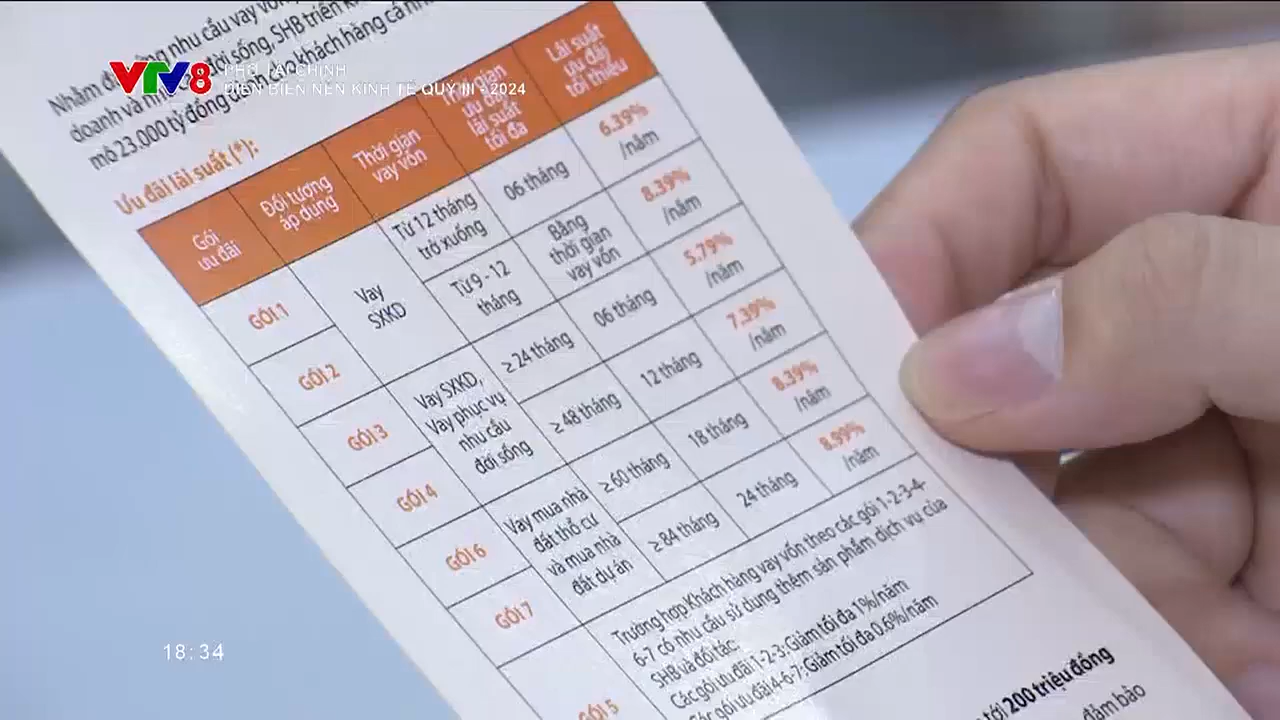 VTV8
PHỐ TÀI CHÍNH
DIỄN BIẾN NỀN KINH TẾ QUÝ III - 2024
18:34
doanh và nhu cầu đời sống, SHB triển
mô 23.000 tỷ đồng dành cho khách hàng cá
Ưu đãi lãi suất (*):
Gói
ưu đãi
Đối tượng
áp dụng
Thời gian
vay vốn
Thời gian
ưu đãi
lãi suất
tối đa
Lãi suất
ưu đãi
tối thiểu
GÓI 1
Vay
SXKD
Từ 12 tháng
trở xuống
06 tháng
6.39%
/năm
GÓI 2
Từ 9 - 12
tháng
Bằng
thời gian
vay vốn
8.39%
/năm
GÓI 3
Vay SXKD,
Vay phục vụ
nhu cầu
đời sống
≥ 24 tháng
06 tháng
5.79%
/năm
GÓI 4
≥ 48 tháng
12 tháng
7.39%
/năm
GÓI 6
Vay mua nhà
đất thổ cư
và mua nhà
đất dự án
≥ 60 tháng
18 tháng
8.39%
/năm
GÓI 7
≥ 84 tháng
24 tháng
8.99%
/năm
GÓI 5
Trường hợp Khách hàng vay vốn theo các gói 1-2-3-4-
6-7 có nhu cầu sử dụng thêm sản phẩm dịch vụ của
SHB và đối tác:
Các gói ưu đãi 1-2-3: Giảm tối đa 1%/năm
Các gói ưu đãi 4-6-7: Giảm tối đa 0.6%/năm
tới 200 triệu đồng
đảm bảo